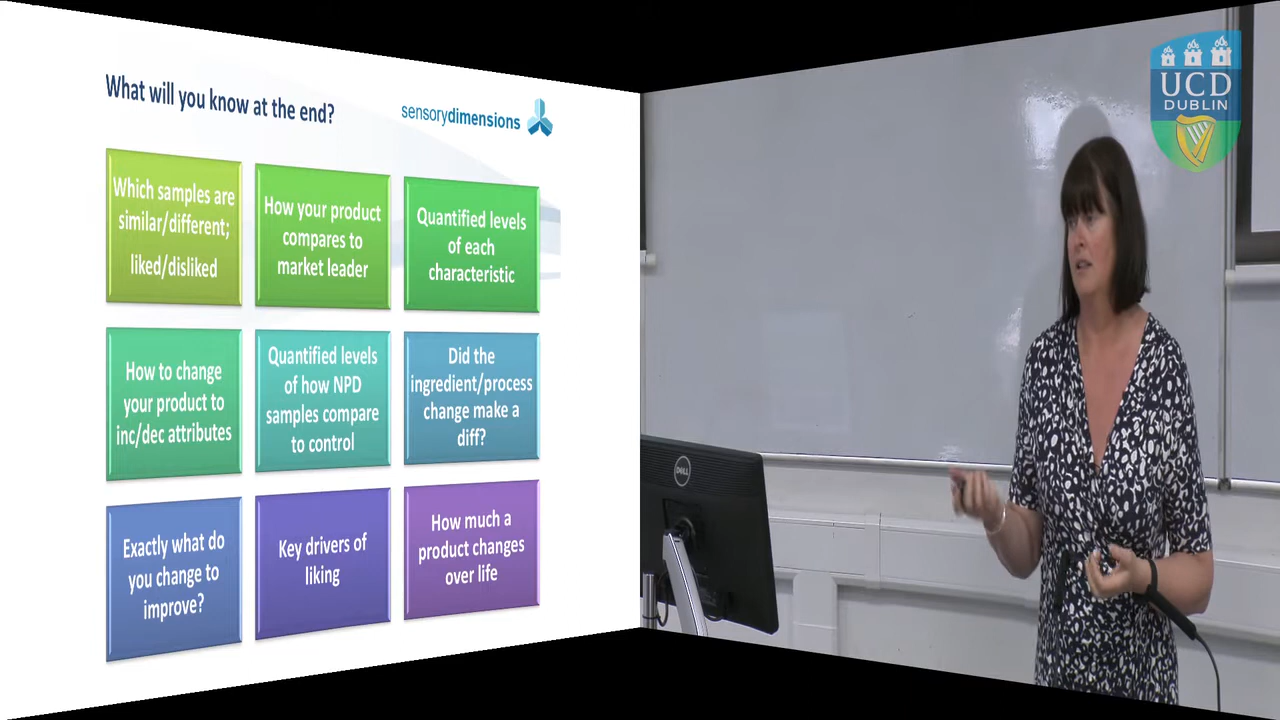 What will you know at the end?
sensorydimensions
Which samples are
similar/different;
liked/disliked
How your product
compares to
market leader
Quantified levels
of each
characteristic
How to change
your product to
inc/dec attributes
Quantified levels
of how NPD
samples compare
to control
Did the
ingredient/process
change make a
diff?
Exactly what do
you change to
improve?
Key drivers of
liking
How much a
product changes
over life
UCD
DUBLIN
DELL